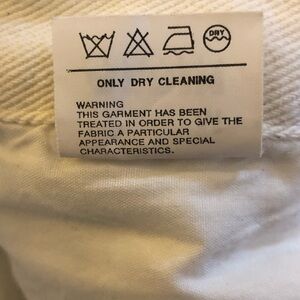 DRY
ONLY DRY CLEANING
WARNING
THIS GARMENT HAS BEEN
TREATED IN ORDER TO GIVE THE
FABRIC A PARTICULAR
APPEARANCE AND SPECIAL
CHARACTERISTICS.